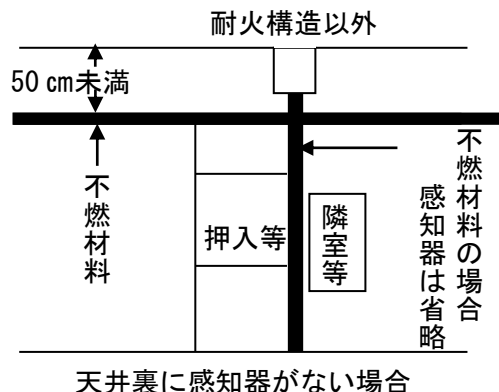 耐火構造以外
50㎝未満
不燃材料
押入等
隣室等
不燃材料の場合
感知器は省略
天井裏に感知器がない場合